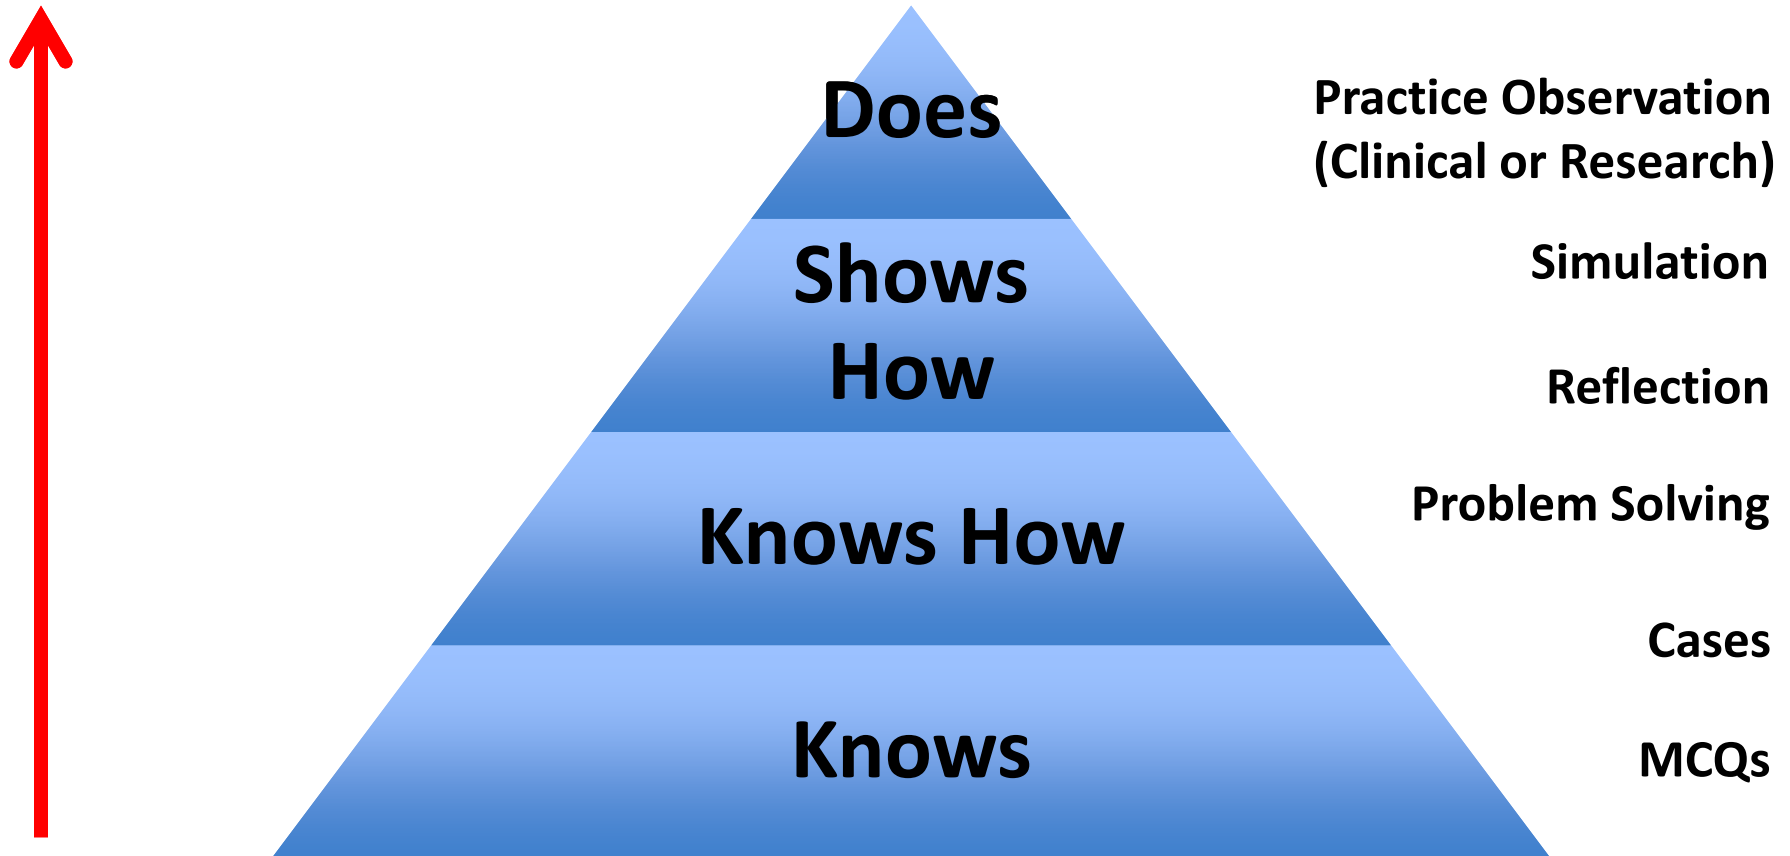 Does
Practice Observation
(Clinical or Research)
Shows
How
Simulation
Reflection
Knows How
Problem Solving
Cases
Knows
MCQs